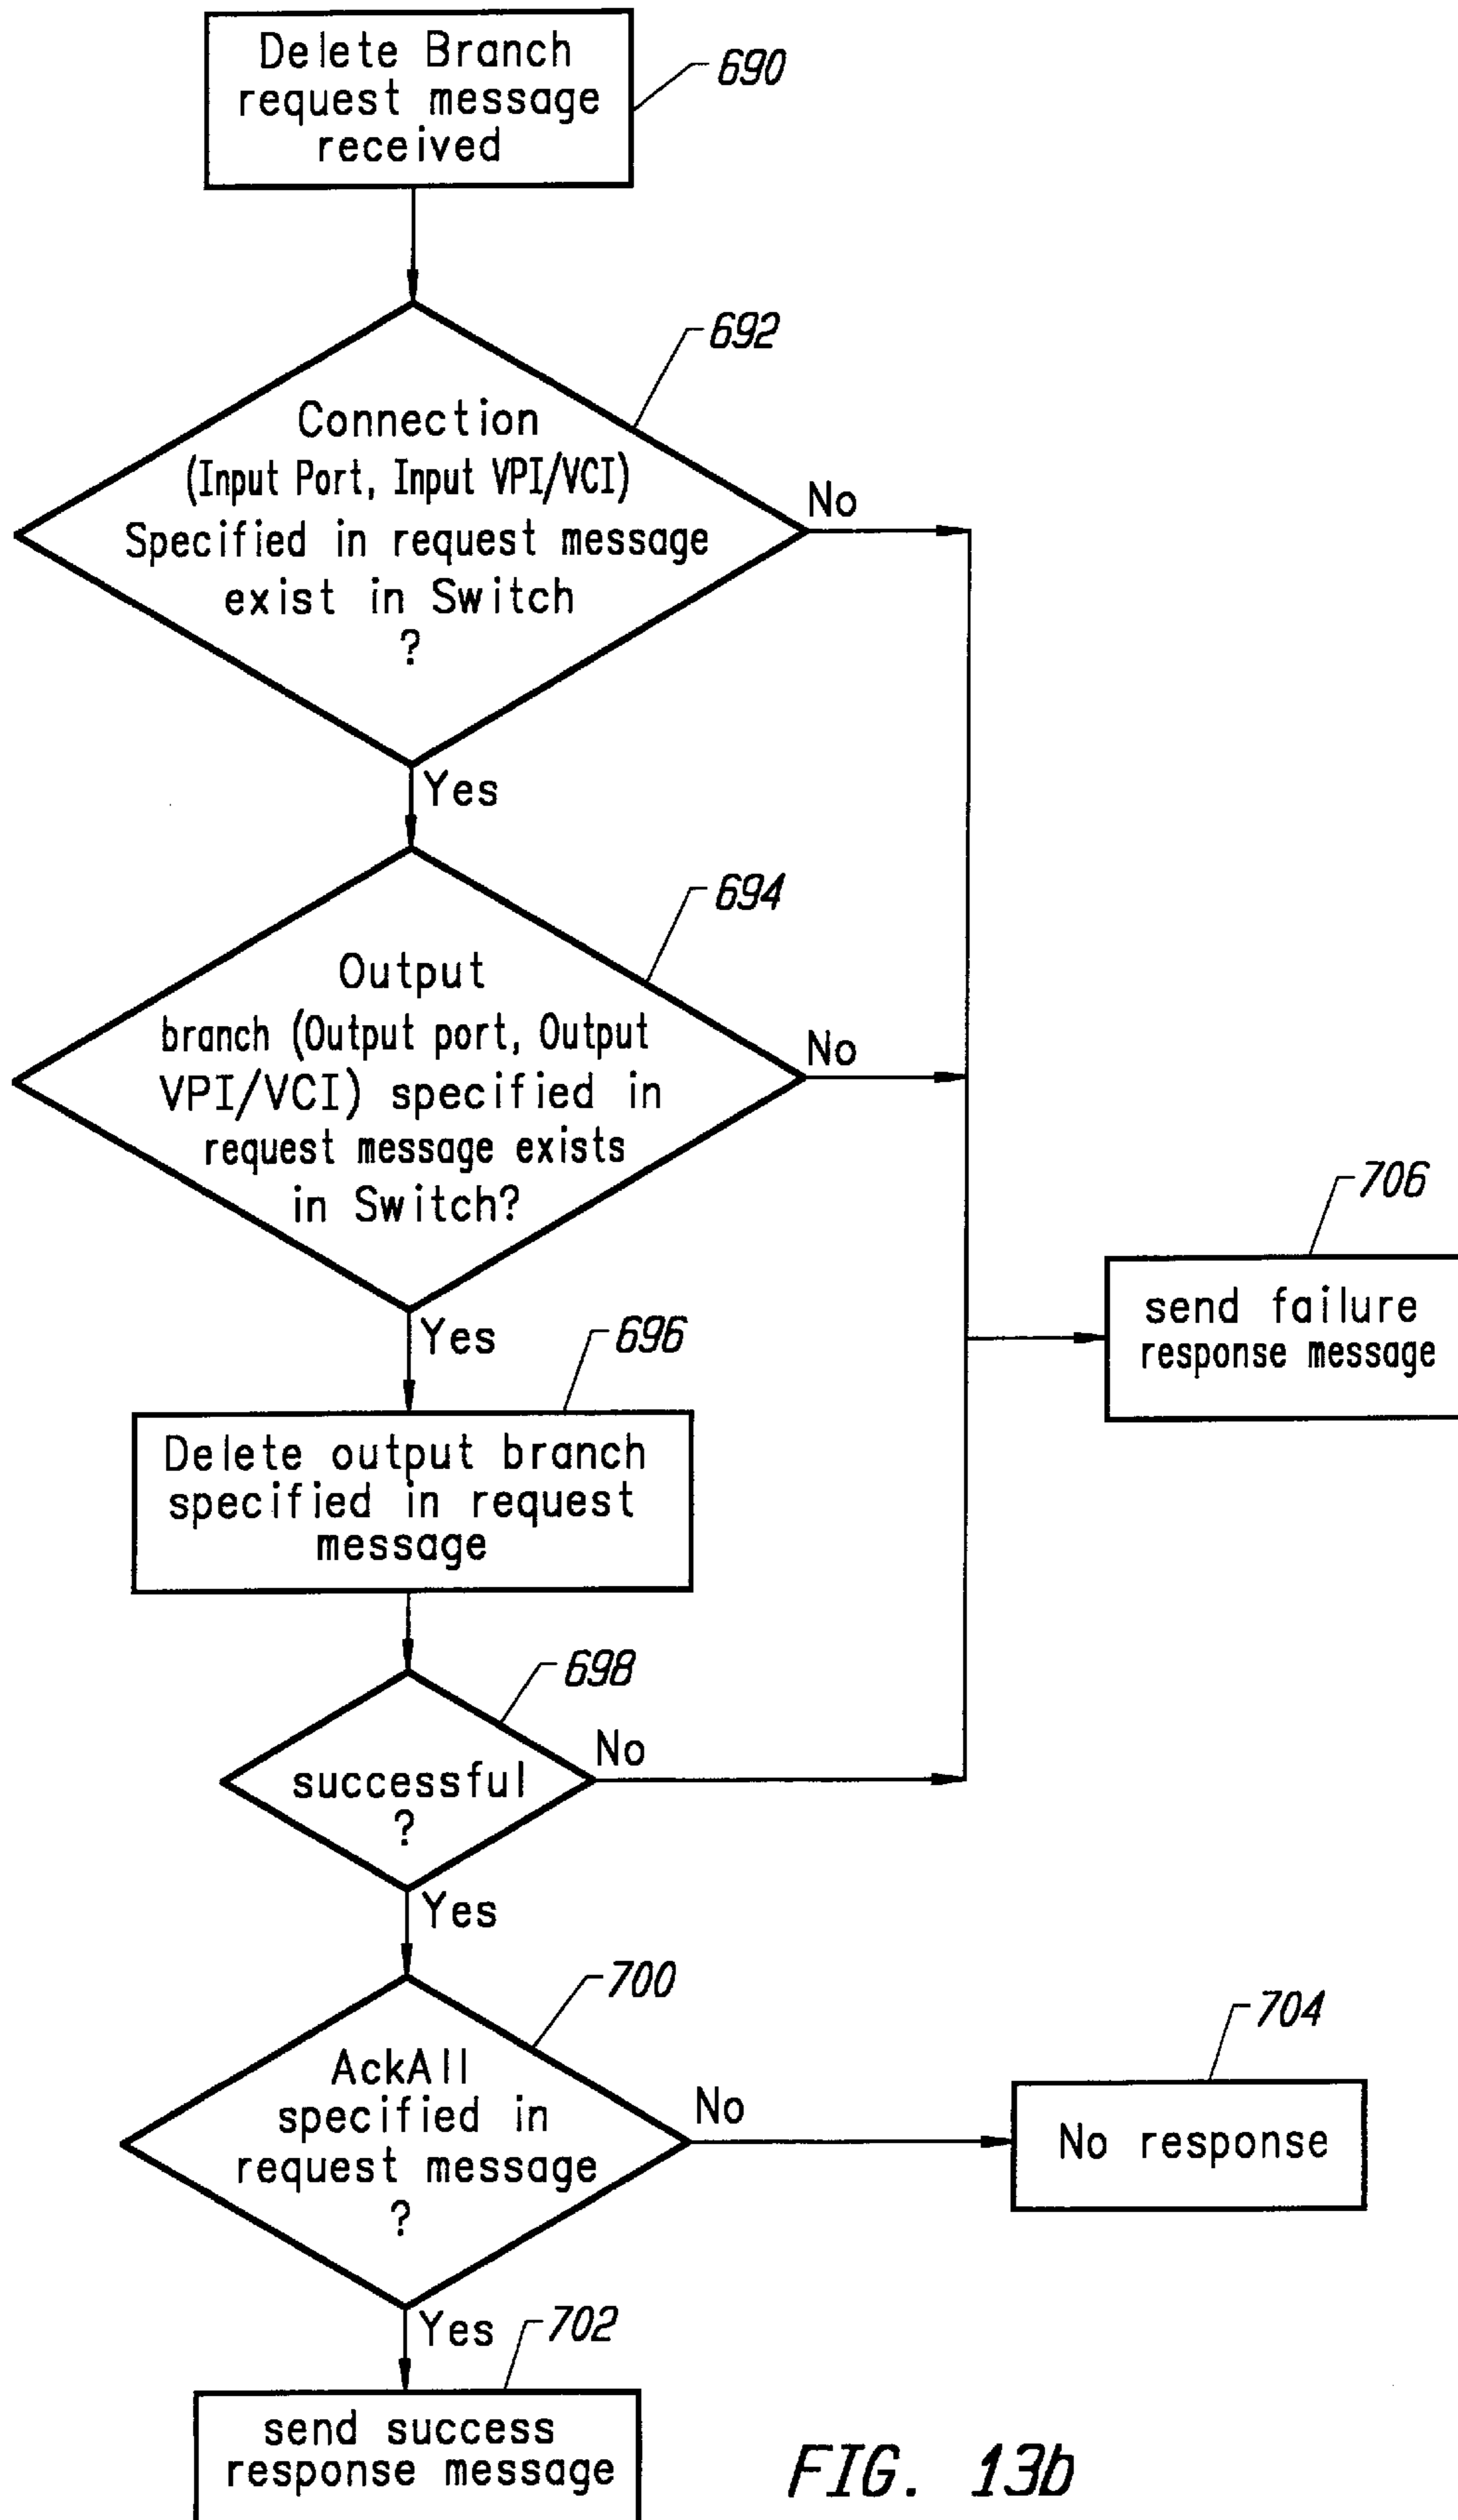 Delete Branch
request message
received
690
692
Connection
(Input Port, Input VPI/VCI)
Specified in request message
exist in Switch
?
No
Yes
694
Output
branch (Output port, Output
VPI/VCI) specified in
request message exists
in Switch?
No
Yes
706
send failure
response message
696
Delete output branch
specified in request
message
698
successful
?
No
Yes
700
AckAll
specified in
request message
?
No
704
No response
Yes
702
send success
response message
FIG. 13b